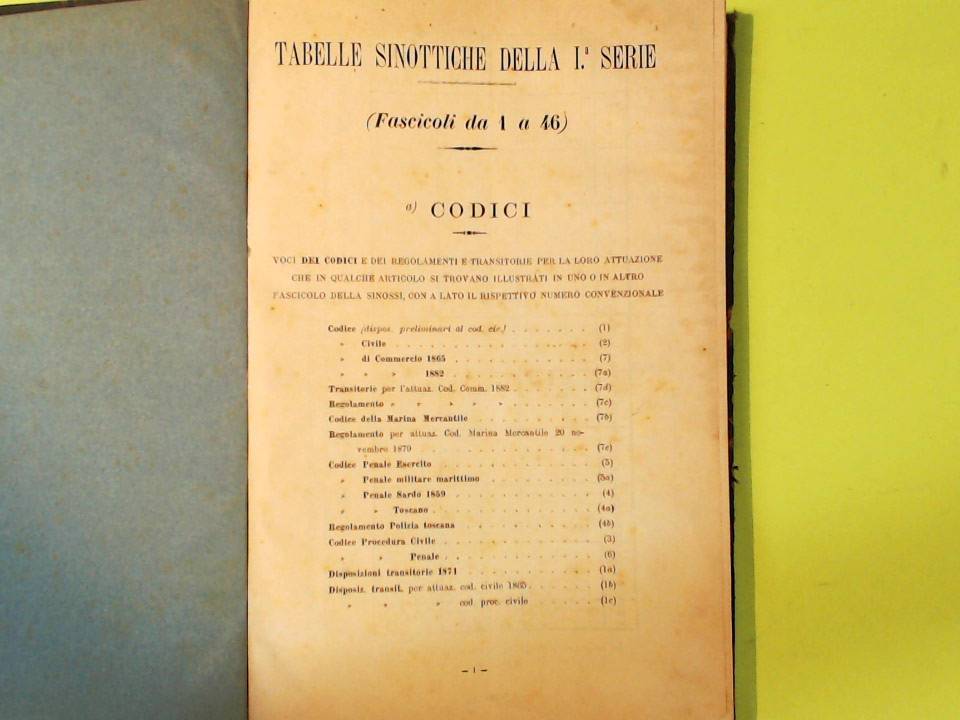 TABELLE SINOTTICHE DELLA I.ª SERIE
(Fascicoli da 1 a 46)
a) CODICI
VOCI DEI CODICI E DEI REGOLAMENTI E TRANSITORIE PER LA LORO ATTUAZIONE
CHE IN QUALCHE ARTICOLO SI TROVANO ILLUSTRATI IN UNO O IN ALTRO
FASCICOLO DELLA SINOSSI, CON A LATO IL RISPETTIVO NUMERO CONVENZIONALE
Codice (dispos. preliminari al cod. civ.) . . . . . . . (1)
» Civile . . . . . . . . . . . . (2)
» di Commercio 1865 . . . . . . . . . (7)
» » » 1882 . . . . . . . . . (7a)
Transitorie per l'attuaz. Cod. Comm. 1882 . . . . . . (7d)
Regolamento » » » » » . . . . . . (7c)
Codice della Marina Mercantile . . . . . . . . (7b)
Regolamento per attuaz. Cod. Marina Mercantile 20 no-
vembre 1879 . . . . . . . . . . (7e)
Codice Penale Esercito . . . . . . . . . . (5)
» Penale militare marittimo . . . . . . . (5a)
» Penale Sardo 1859 . . . . . . . . . (4)
» » Toscano . . . . . . . . . . (4a)
Regolamento Polizia toscana . . . . . . . . (4b)
Codice Procedura Civile . . . . . . . . . . (3)
» » Penale . . . . . . . . . . (6)
Disposizioni transitorie 1871 . . . . . . . . . (1a)
Disposiz. transit. per attuaz. cod. civile 1865 . . . . . (1b)
» » » cod. proc. civile . . . . . (1c)
— 1 —